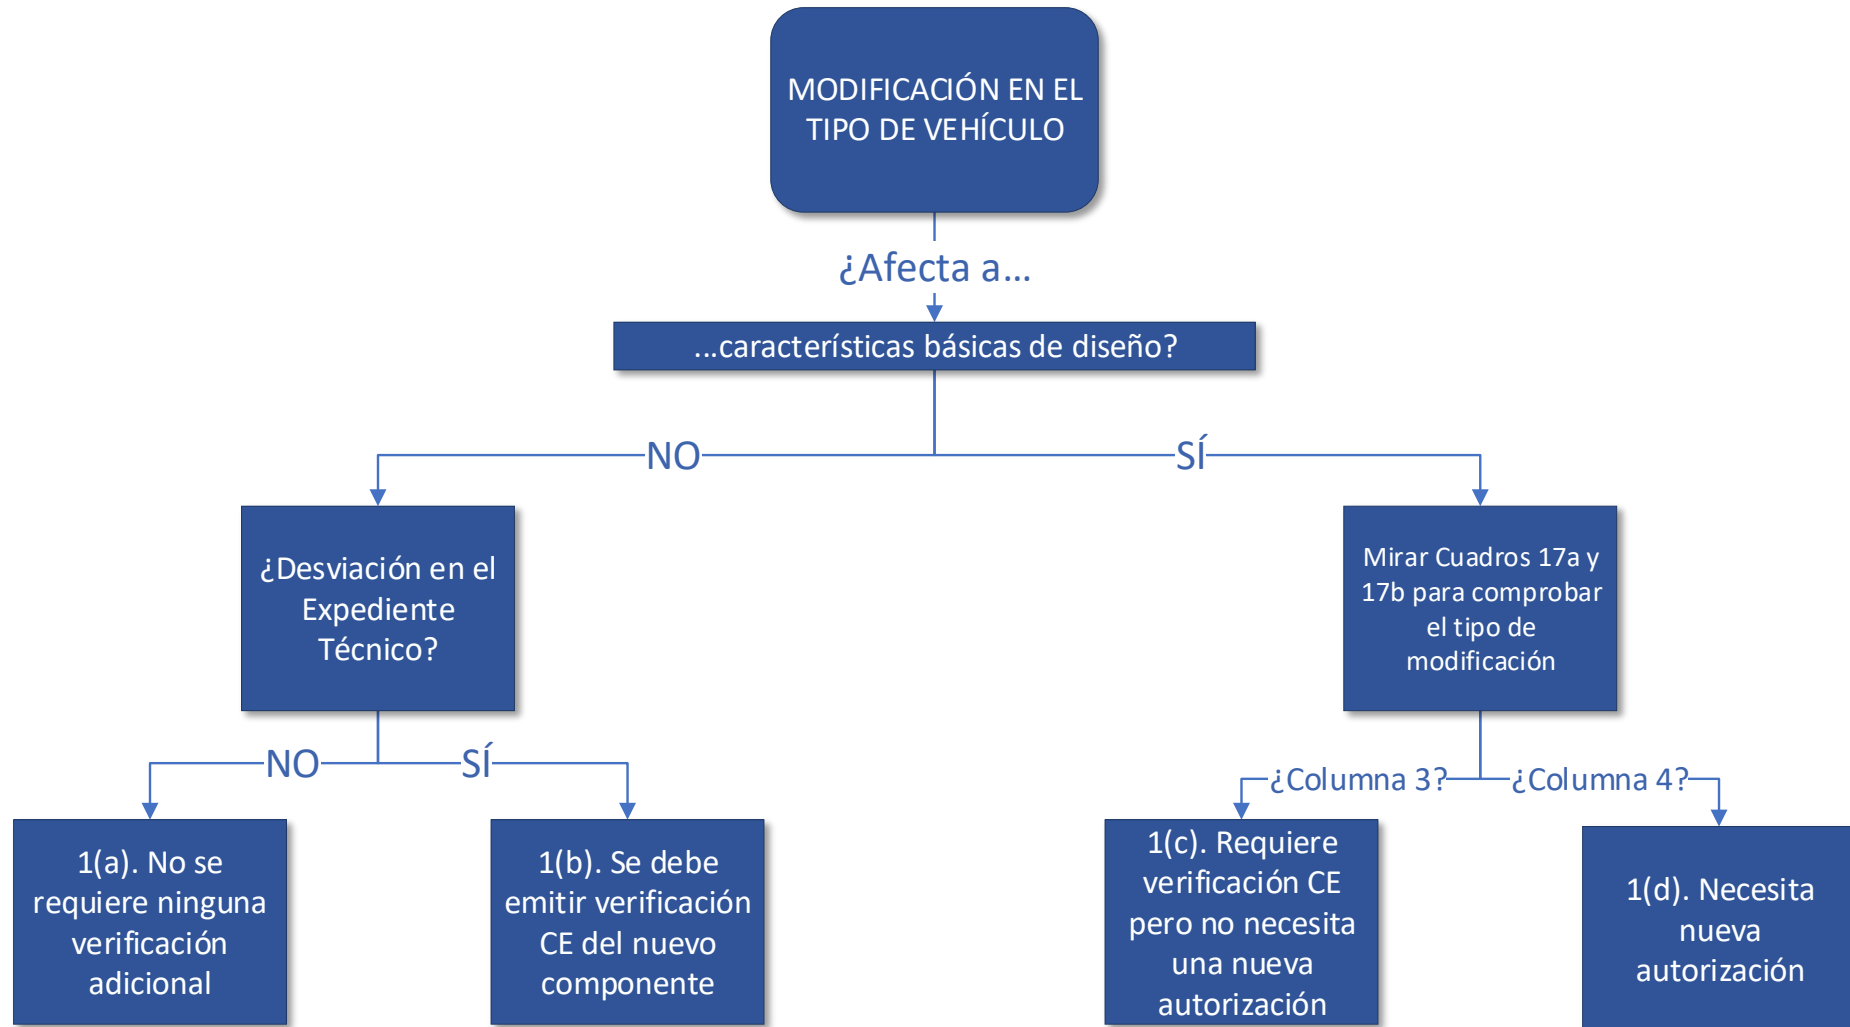 MODIFICACIÓN EN EL
TIPO DE VEHÍCULO
¿Afecta a...
...características básicas de diseño?
NO
SÍ
¿Desviación en el
Expediente
Técnico?
Mirar Cuadros 17a y
17b para comprobar
el tipo de
modificación
NO
SÍ
¿Columna 3?
¿Columna 4?
1(a). No se
requiere ninguna
verificación
adicional
1(b). Se debe
emitir verificación
CE del nuevo
componente
1(c). Requiere
verificación CE
pero no necesita
una nueva
autorización
1(d). Necesita
nueva
autorización